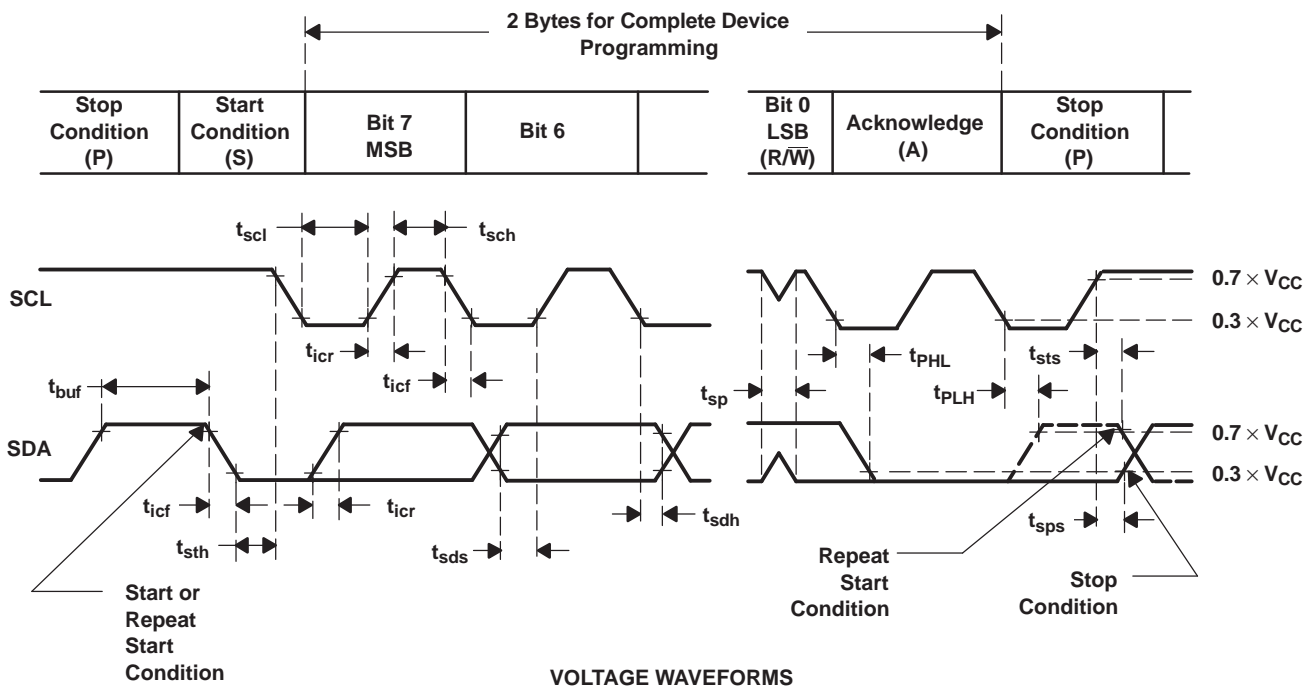 2 Bytes for Complete Device
Programming
Stop
Condition
(P)
Start
Condition
(S)
Bit 7
MSB
Bit 6
Bit 0
LSB
(R/W̅)
Acknowledge
(A)
Stop
Condition
(P)
tscl
tsch
0.7 × VCC
SCL
0.3 × VCC
ticr
tPHL
tsts
tbuf
ticf
tsp
tPLH
SDA
0.7 × VCC
0.3 × VCC
ticf
ticr
tsdh
tsps
tsth
tsds
Repeat
Start
Condition
Stop
Condition
Start or
Repeat
Start
Condition
VOLTAGE WAVEFORMS